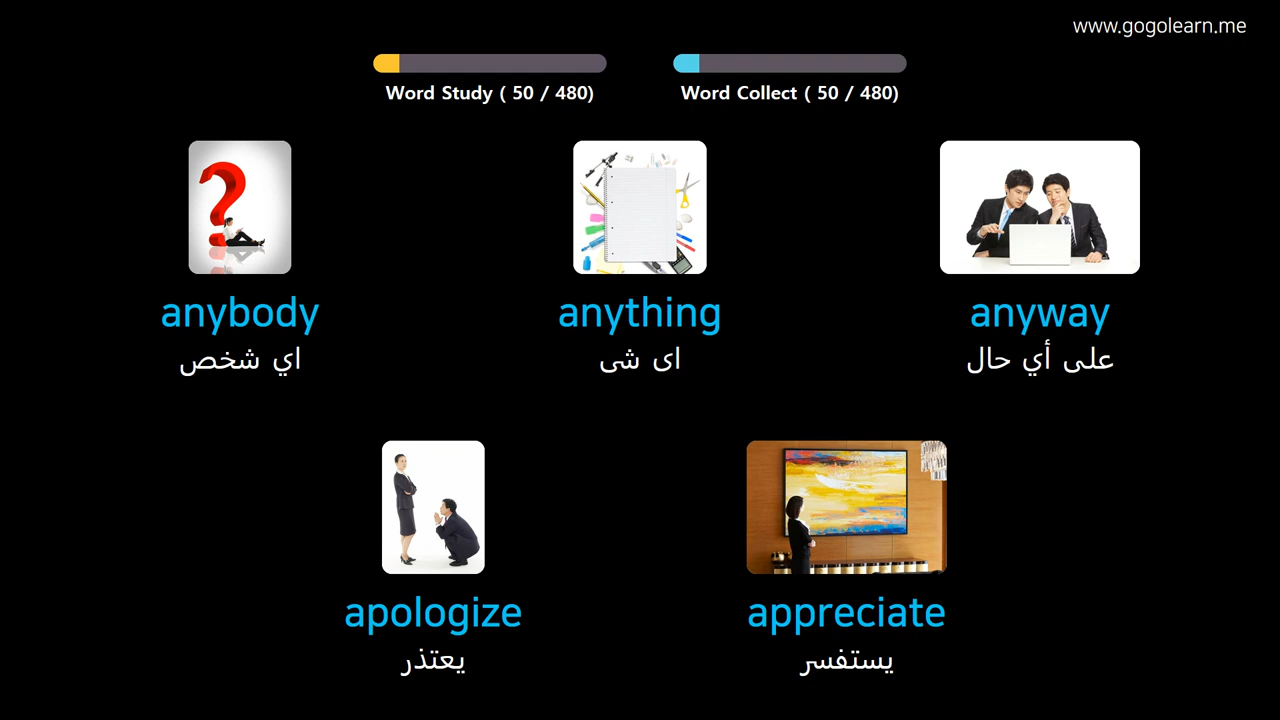 www.gogolearn.me
Word Study ( 50 / 480)
Word Collect ( 50 / 480)
anybody
اي شخص
anything
اى شى
anyway
على أي حال
apologize
يعتذر
appreciate
يستفسر